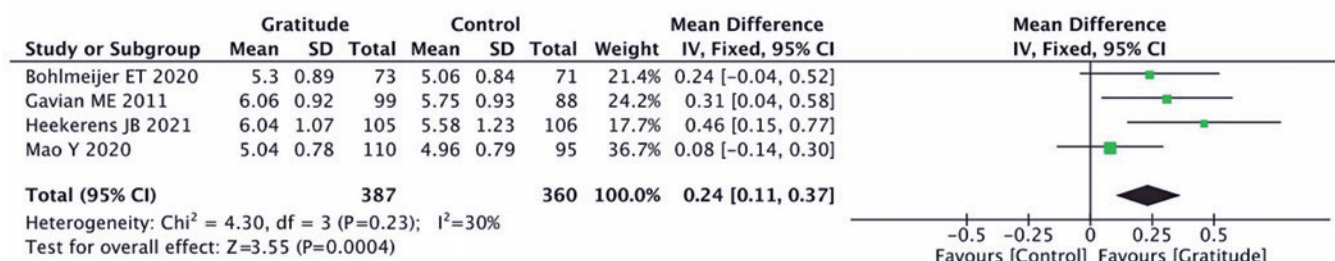 Gratitude Control Mean Difference Mean Difference
Study or Subgroup Mean SD Total Mean SD Total Weight IV, Fixed, 95% CI IV, Fixed, 95% CI
Bohlmeijer ET 2020 5.3 0.89 73 5.06 0.84 71 21.4% 0.24 [−0.04, 0.52]
Gavian ME 2011 6.06 0.92 99 5.75 0.93 88 24.2% 0.31 [0.04, 0.58]
Heekerens JB 2021 6.04 1.07 105 5.58 1.23 106 17.7% 0.46 [0.15, 0.77]
Mao Y 2020 5.04 0.78 110 4.96 0.79 95 36.7% 0.08 [−0.14, 0.30]
Total (95% CI) 387 360 100.0% 0.24 [0.11, 0.37]
Heterogeneity: Chi² = 4.30, df = 3 (P=0.23); I²=30%
Test for overall effect: Z=3.55 (P=0.0004)
−0.5 −0.25 0 0.25 0.5
Favours [Control] Favours [Gratitude]